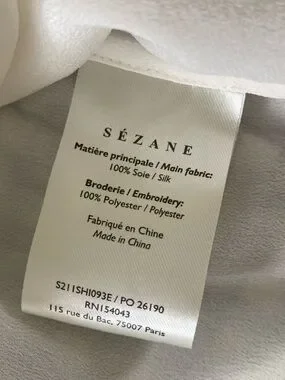 SÉZANE
Matière principale / Main fabric:
100% Soie / Silk
Broderie / Embroidery:
100% Polyester / Polyester
Fabriqué en Chine
Made in China
S211SHI093E / PO 26190
RN154043
115 rue du Bac, 75007 Paris